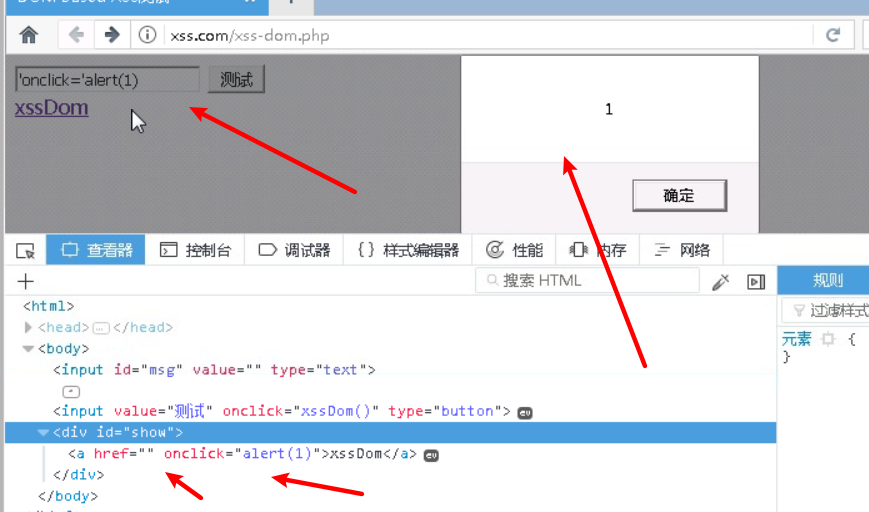 xss.com/xss-dom.php
'onclick='alert(1)
测试
xssDom
1
确定
查看器
控制台
调试器
{} 样式编辑器
性能
内存
网络
+
搜索 HTML
规则
<html>
<head>…</head>
<body>
<input id="msg" value="" type="text">
<input value="测试" onclick="xssDom()" type="button"> ev
<div id="show">
<a href="" onclick="alert(1)">xssDom</a> ev
</div>
</body>
过滤样式
元素 {
}